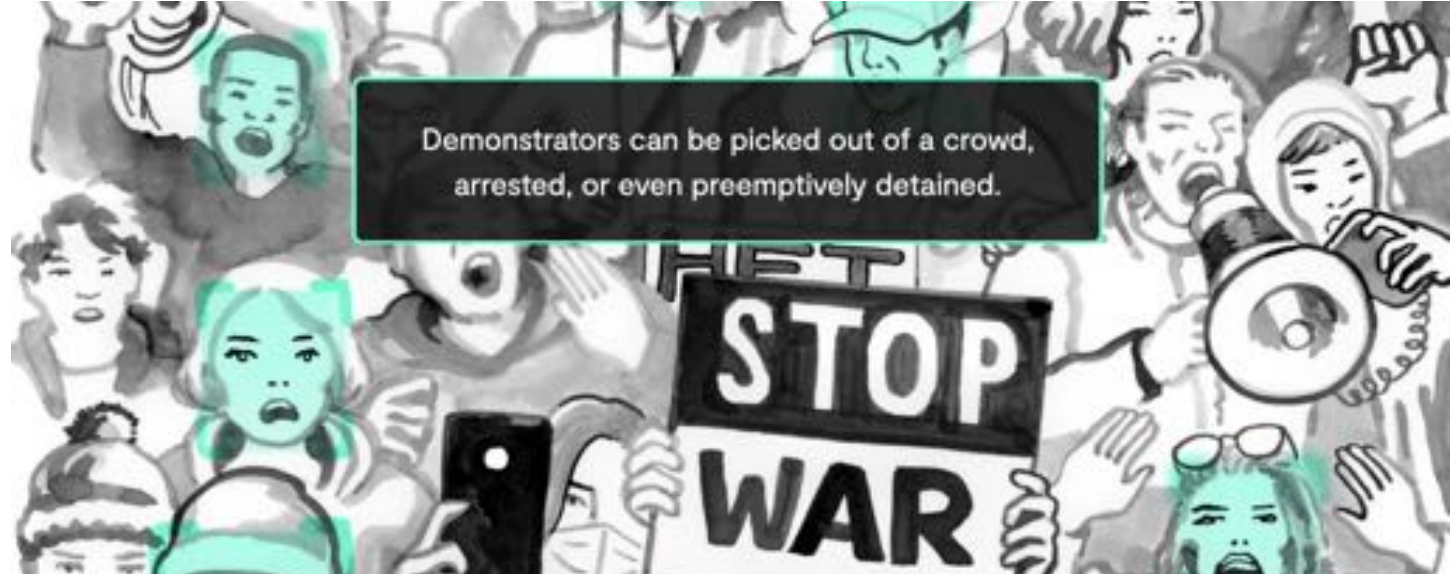 Demonstrators can be picked out of a crowd,
arrested, or even preemptively detained.
НЕТ
STOP
WAR